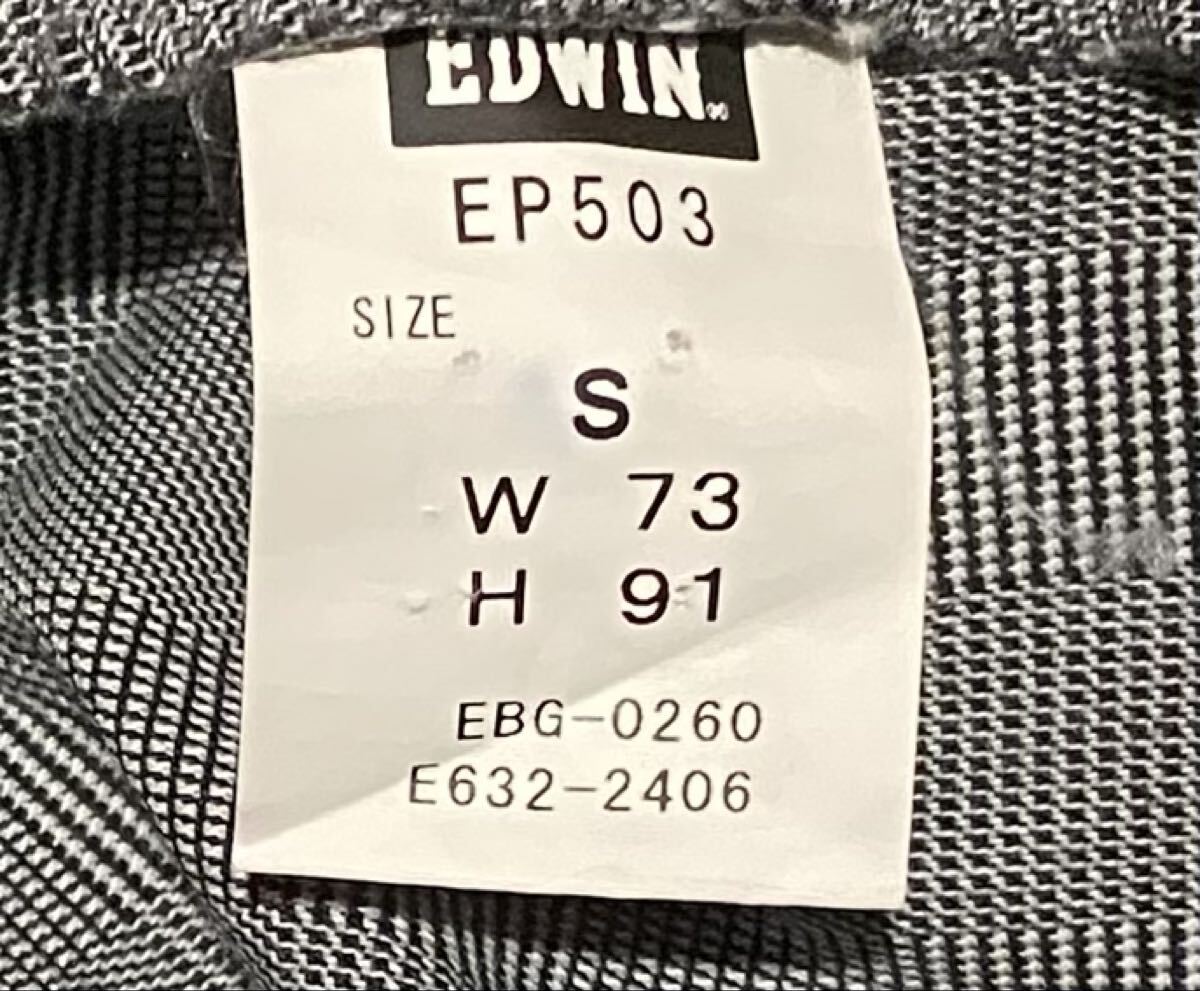 EDWIN®
EP503
SIZE
S
W 73
H 91
EBG-0260
E632-2406